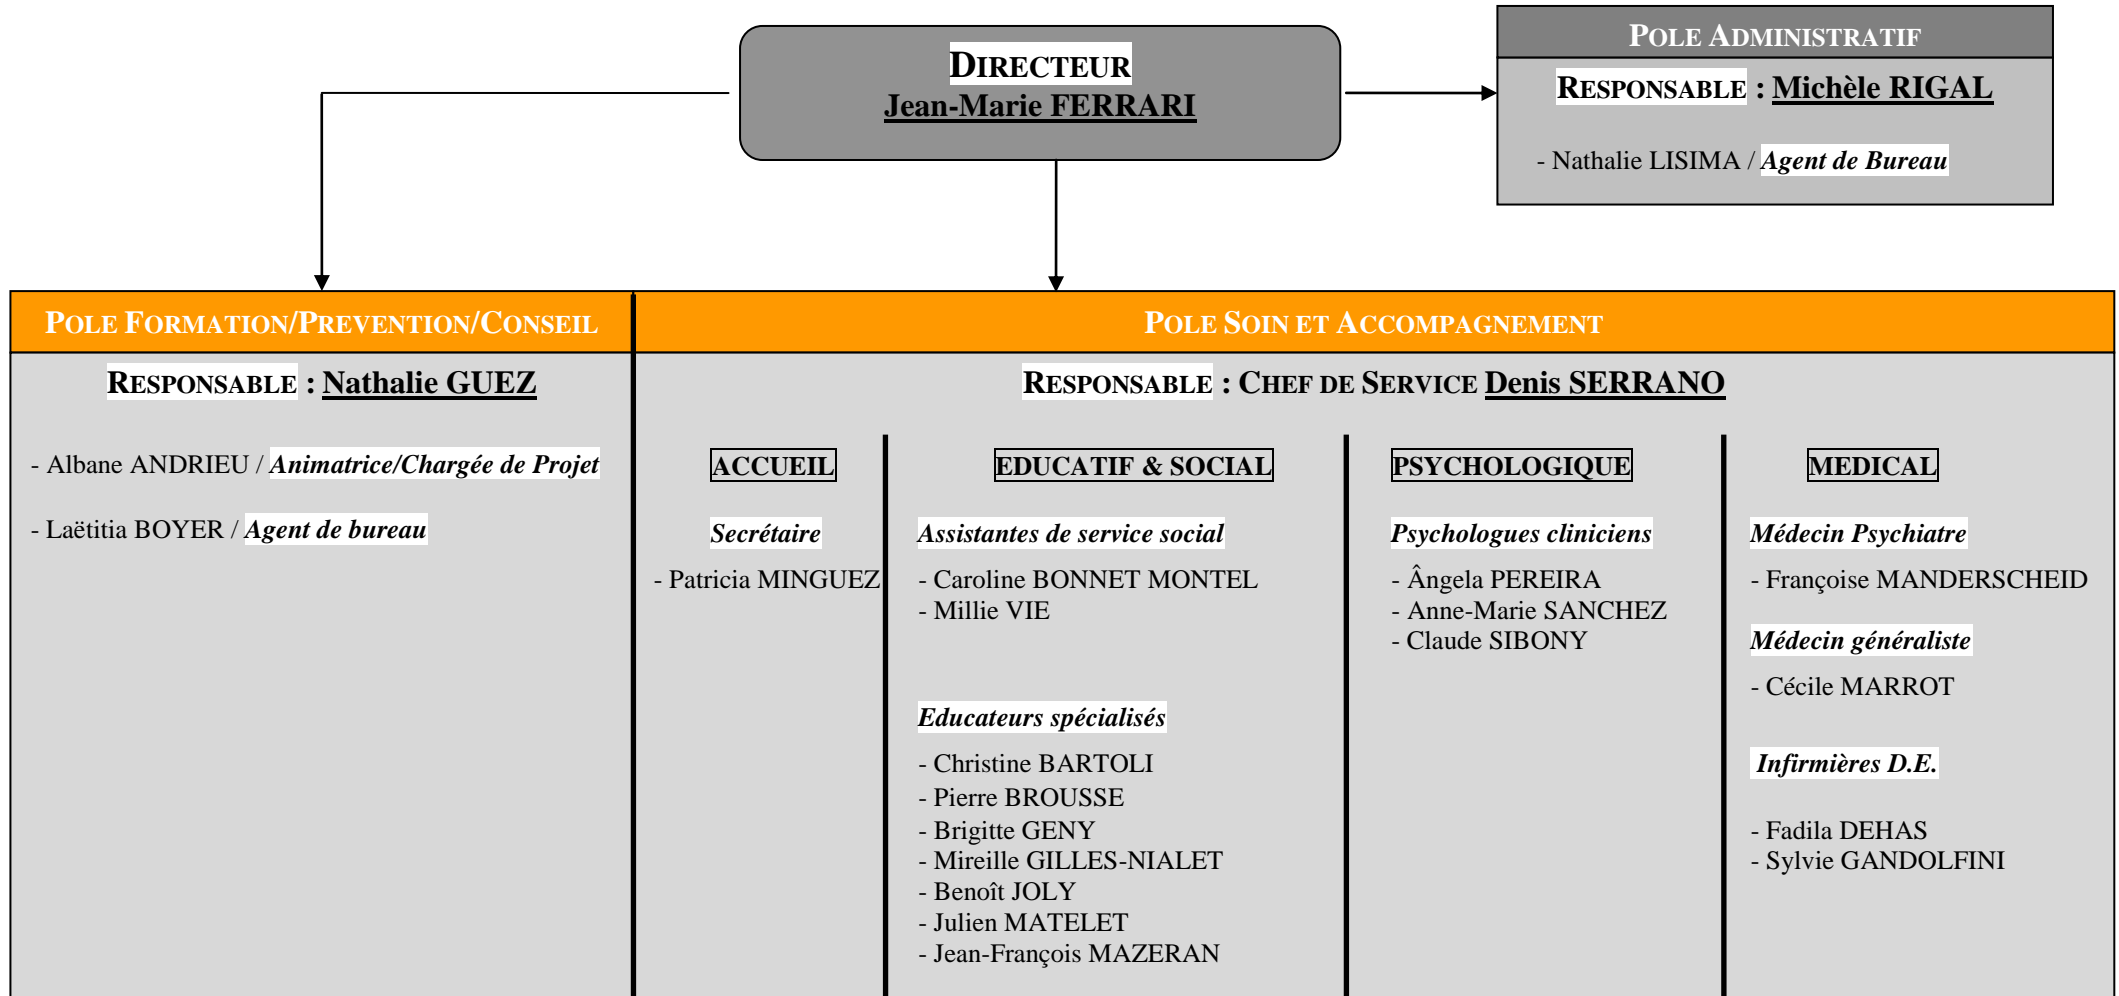 DIRECTEUR
Jean-Marie FERRARI
POLE ADMINISTRATIF
RESPONSABLE : Michèle RIGAL
- Nathalie LISIMA / Agent de Bureau
POLE FORMATION/PREVENTION/CONSEIL
RESPONSABLE : Nathalie GUEZ
- Albane ANDRIEU / Animatrice/Chargée de Projet
- Laëtitia BOYER / Agent de bureau
POLE SOIN ET ACCOMPAGNEMENT
RESPONSABLE : CHEF DE SERVICE Denis SERRANO
ACCUEIL
Secrétaire
- Patricia MINGUEZ
EDUCATIF & SOCIAL
Assistantes de service social
- Caroline BONNET MONTEL
- Millie VIE
Educateurs spécialisés
- Christine BARTOLI
- Pierre BROUSSE
- Brigitte GENY
- Mireille GILLES-NIALET
- Benoît JOLY
- Julien MATELET
- Jean-François MAZERAN
PSYCHOLOGIQUE
Psychologues cliniciens
- Ângela PEREIRA
- Anne-Marie SANCHEZ
- Claude SIBONY
MEDICAL
Médecin Psychiatre
- Françoise MANDERSCHEID
Médecin généraliste
- Cécile MARROT
Infirmières D.E.
- Fadila DEHAS
- Sylvie GANDOLFINI